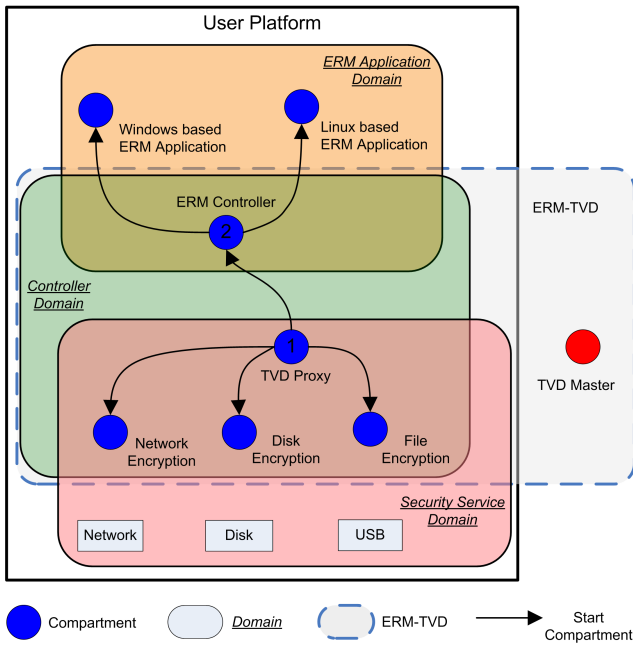 User Platform
ERM Application
Domain
Windows based
ERM Application
Linux based
ERM Application
ERM Controller
2
ERM-TVD
Controller
Domain
1
TVD Proxy
TVD Master
Network
Encryption
Disk
Encryption
File
Encryption
Security Service
Domain
Network
Disk
USB
Compartment
Domain
ERM-TVD
Start
Compartment